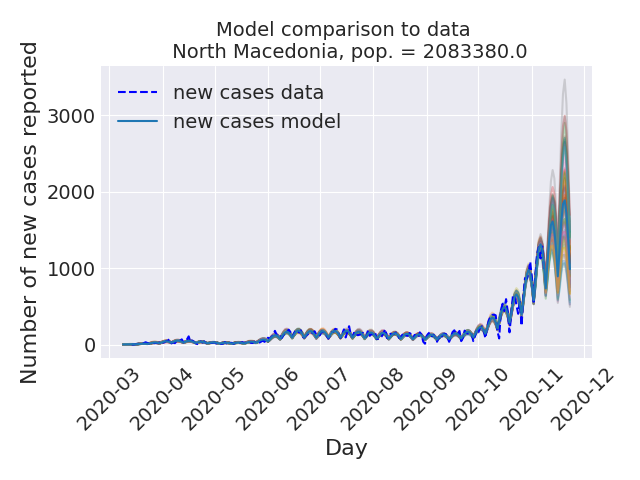 Model comparison to data
North Macedonia, pop. = 2083380.0
Number of new cases reported
new cases data
new cases model
3000
2000
1000
0
2020-03
2020-04
2020-05
2020-06
2020-07
2020-08
2020-09
2020-10
2020-11
2020-12
Day